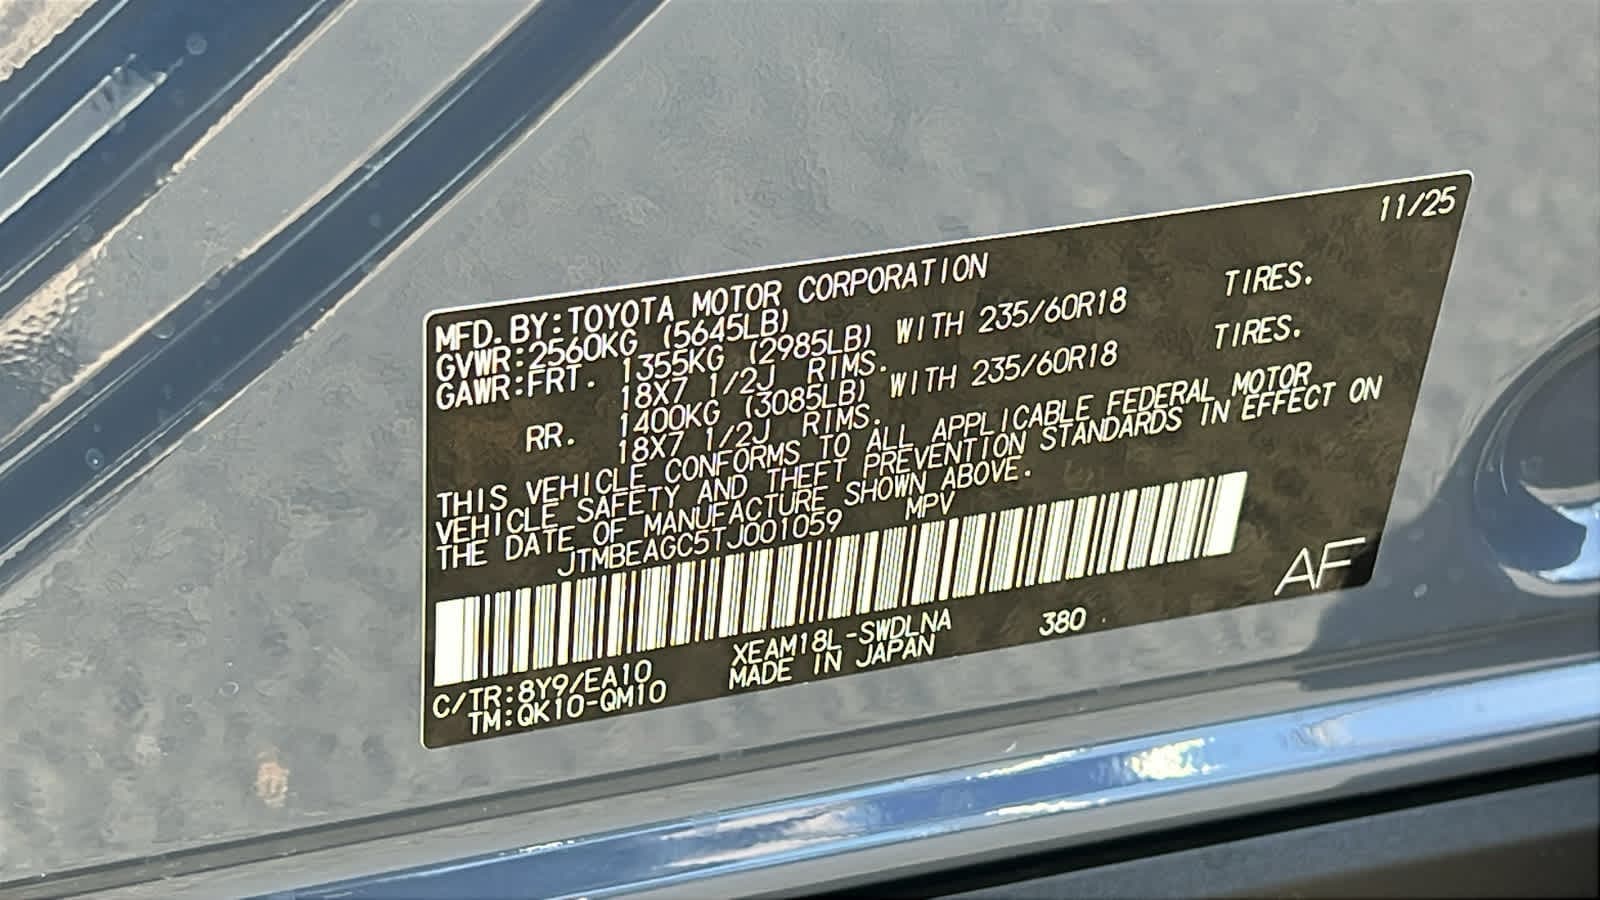 11/25
MFD.BY:TOYOTA MOTOR CORPORATION
GVWR:2560KG (5645LB)
GAWR:FRT. 1355KG (2985LB) WITH 235/60R18 TIRES.
18X7 1/2J RIMS.
RR. 1400KG (3085LB) WITH 235/60R18 TIRES.
18X7 1/2J RIMS.
THIS VEHICLE CONFORMS TO ALL APPLICABLE FEDERAL MOTOR
VEHICLE SAFETY AND THEFT PREVENTION STANDARDS IN EFFECT ON
THE DATE OF MANUFACTURE SHOWN ABOVE.
JTMBEAGC5TJ001059 MPV
AF
C/TR:8Y9/EA10 XEAM18L-SWDLNA 380
TM:QK10-QM10 MADE IN JAPAN